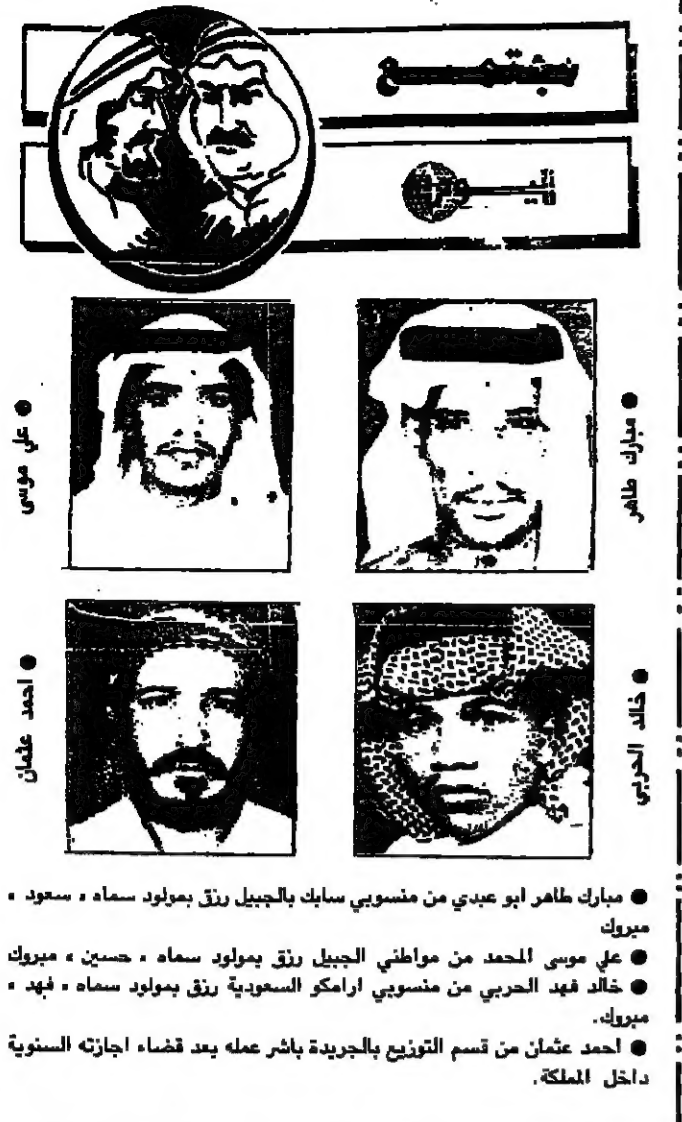 ● مبارك طاهر
● علي موسى
● خالد الحربي
● احمد عثمان
● مبارك طاهر ابو عبدي من منسوبي سابك بالجبيل رزق بمولود سماه « سعود »
مبروك
● علي موسى المحمد من مواطني الجبيل رزق بمولود سماه « حسين » مبروك
● خالد فهد الحربي من منسوبي ارامكو السعودية رزق بمولود سماه « فهد »
مبروك.
● احمد عثمان من قسم التوزيع بالجريدة باشر عمله بعد قضاء اجازته السنوية
داخل المملكة.